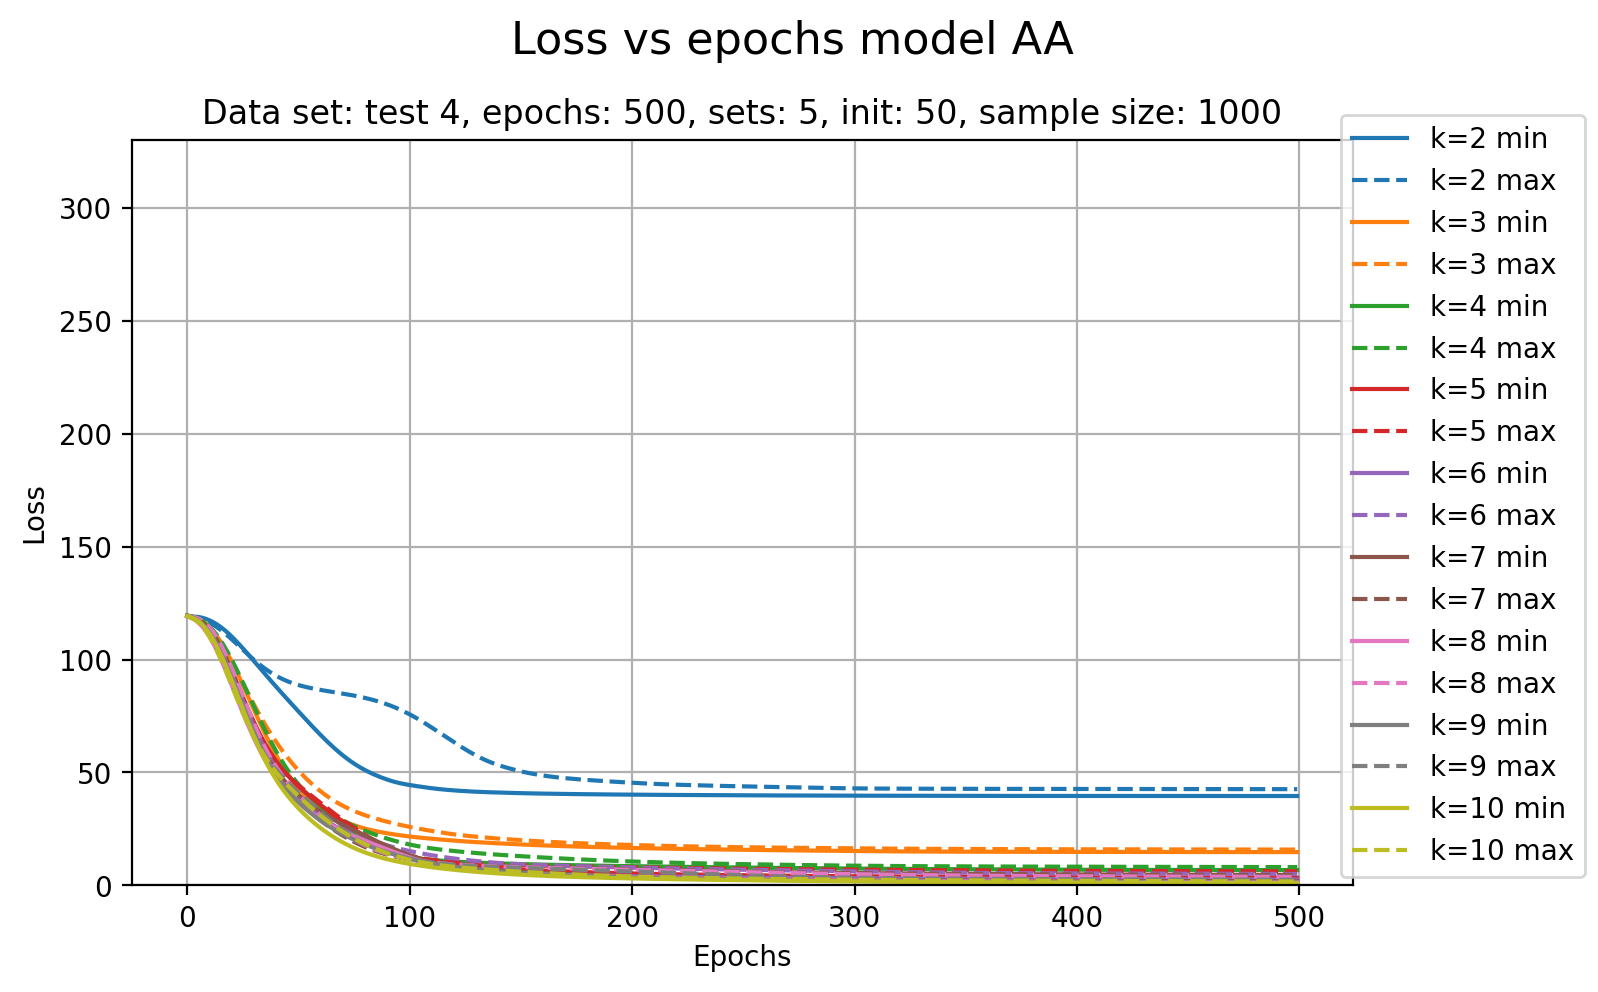 Loss vs epochs model AA
Data set: test 4, epochs: 500, sets: 5, init: 50, sample size: 1000
k=2 min
k=2 max
k=3 min
k=3 max
k=4 min
k=4 max
k=5 min
k=5 max
k=6 min
k=6 max
k=7 min
k=7 max
k=8 min
k=8 max
k=9 min
k=9 max
k=10 min
k=10 max
300
250
200
150
100
50
0
Loss
0 100 200 300 400 500
Epochs